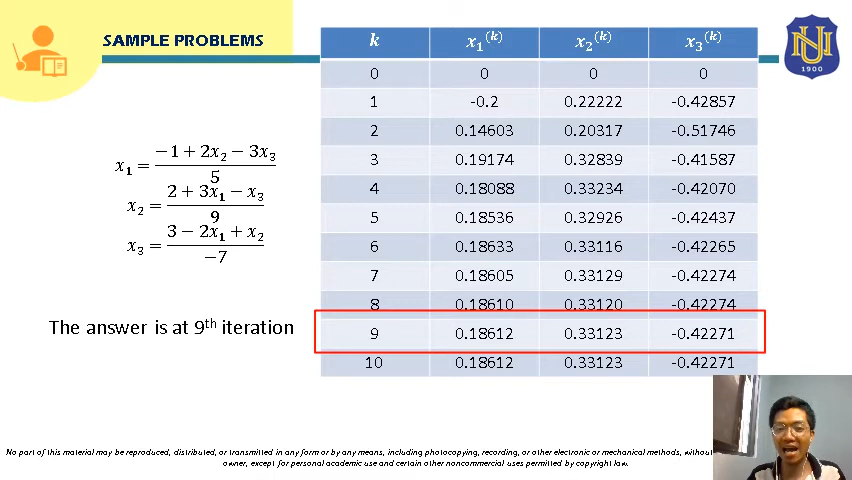 SAMPLE PROBLEMS
x₁ = (−1 + 2x₂ − 3x₃)/5
x₂ = (2 + 3x₁ − x₃)/9
x₃ = (3 − 2x₁ + x₂)/−7
The answer is at 9th iteration
k x₁⁽ᵏ⁾ x₂⁽ᵏ⁾ x₃⁽ᵏ⁾
0 0 0 0
1 -0.2 0.22222 -0.42857
2 0.14603 0.20317 -0.51746
3 0.19174 0.32839 -0.41587
4 0.18088 0.33234 -0.42070
5 0.18536 0.32926 -0.42437
6 0.18633 0.33116 -0.42265
7 0.18605 0.33129 -0.42274
8 0.18610 0.33120 -0.42274
9 0.18612 0.33123 -0.42271
10 0.18612 0.33123 -0.42271
NU
1900
No part of this material may be reproduced, distributed, or transmitted in any form or by any means, including photocopying, recording, or other electronic or mechanical methods, without
owner, except for personal academic use and certain other noncommercial uses permitted by copyright law.